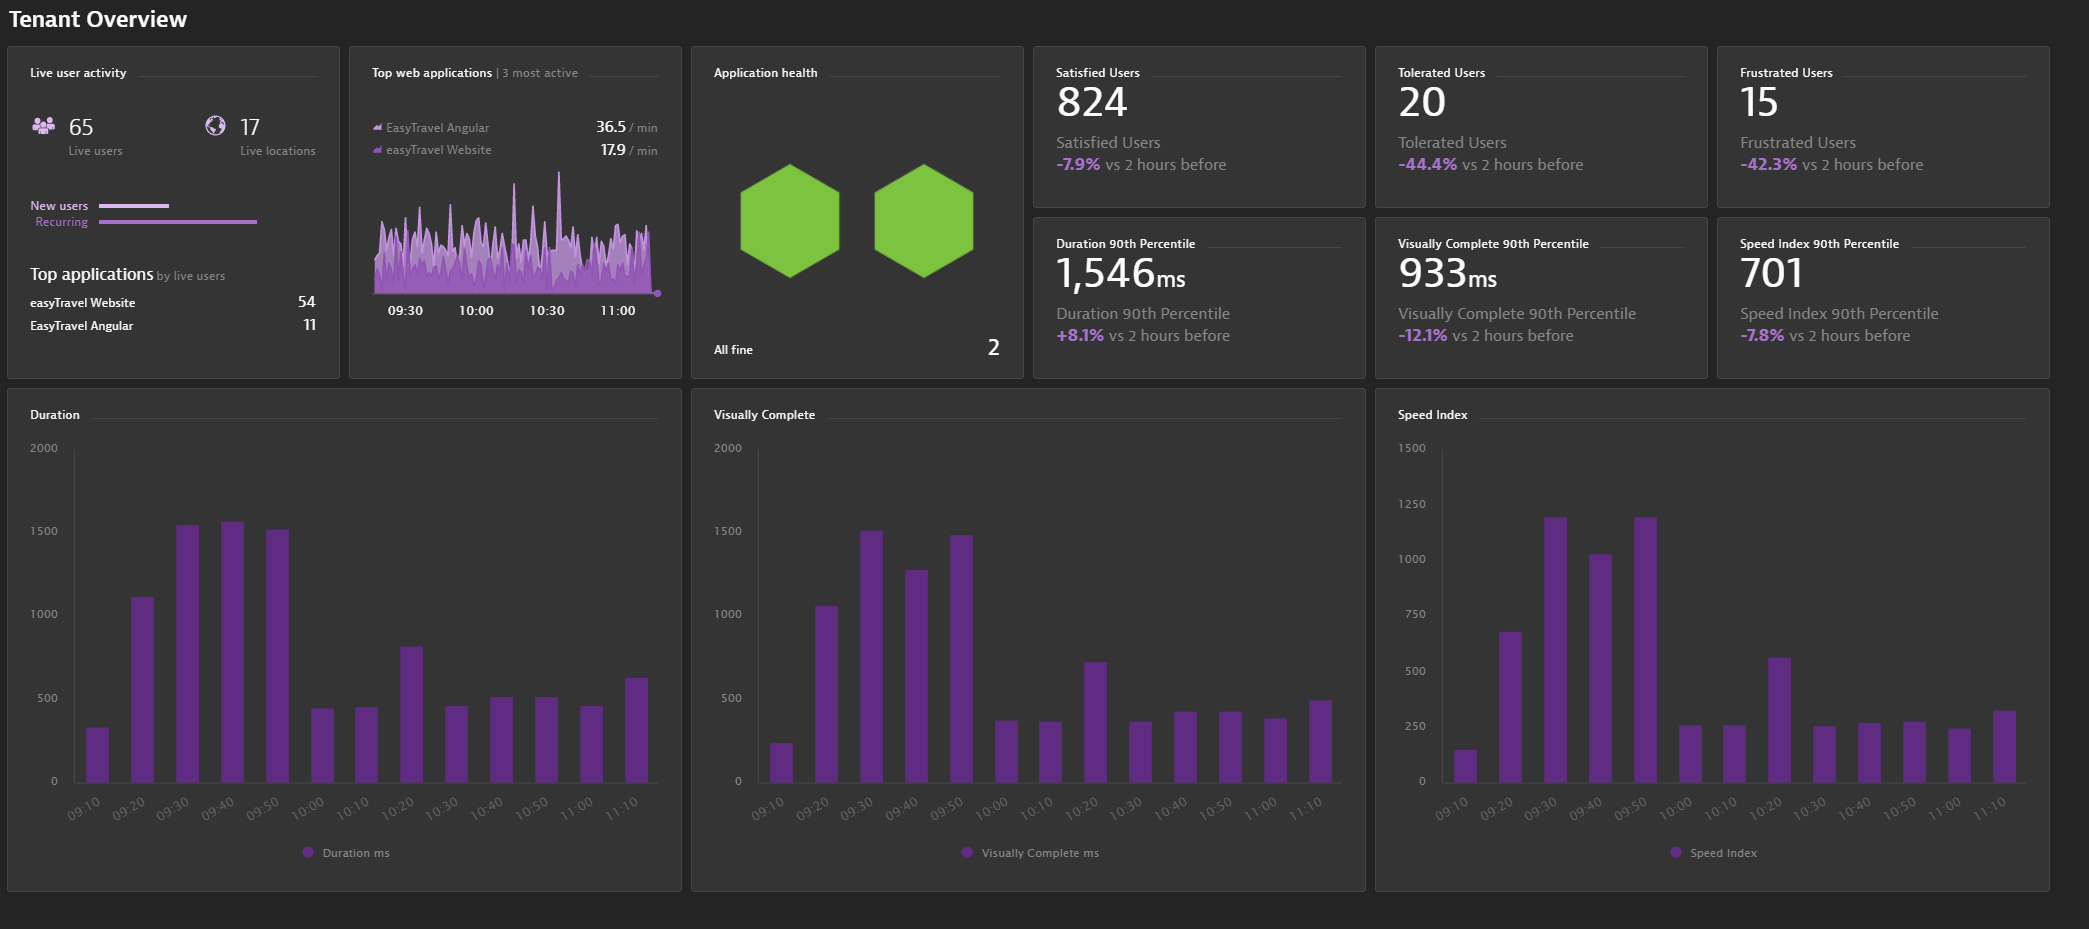 Tenant Overview
Live user activity
65
Live users
17
Live locations
New users
Recurring
Top applications by live users
easyTravel Website 54
EasyTravel Angular 11
Top web applications | 3 most active
EasyTravel Angular 36.5 / min
easyTravel Website 17.9 / min
09:30 10:00 10:30 11:00
Application health
All fine 2
Satisfied Users
824
Satisfied Users
-7.9% vs 2 hours before
Tolerated Users
20
Tolerated Users
-44.4% vs 2 hours before
Frustrated Users
15
Frustrated Users
-42.3% vs 2 hours before
Duration 90th Percentile
1,546ms
Duration 90th Percentile
+8.1% vs 2 hours before
Visually Complete 90th Percentile
933ms
Visually Complete 90th Percentile
-12.1% vs 2 hours before
Speed Index 90th Percentile
701
Speed Index 90th Percentile
-7.8% vs 2 hours before
Duration
2000
1500
1000
500
0
09:10 09:20 09:30 09:40 09:50 10:00 10:10 10:20 10:30 10:40 10:50 11:00 11:10
Duration ms
Visually Complete
2000
1500
1000
500
0
09:10 09:20 09:30 09:40 09:50 10:00 10:10 10:20 10:30 10:40 10:50 11:00 11:10
Visually Complete ms
Speed Index
1500
1250
1000
750
500
250
0
09:10 09:20 09:30 09:40 09:50 10:00 10:10 10:20 10:30 10:40 10:50 11:00 11:10
Speed Index